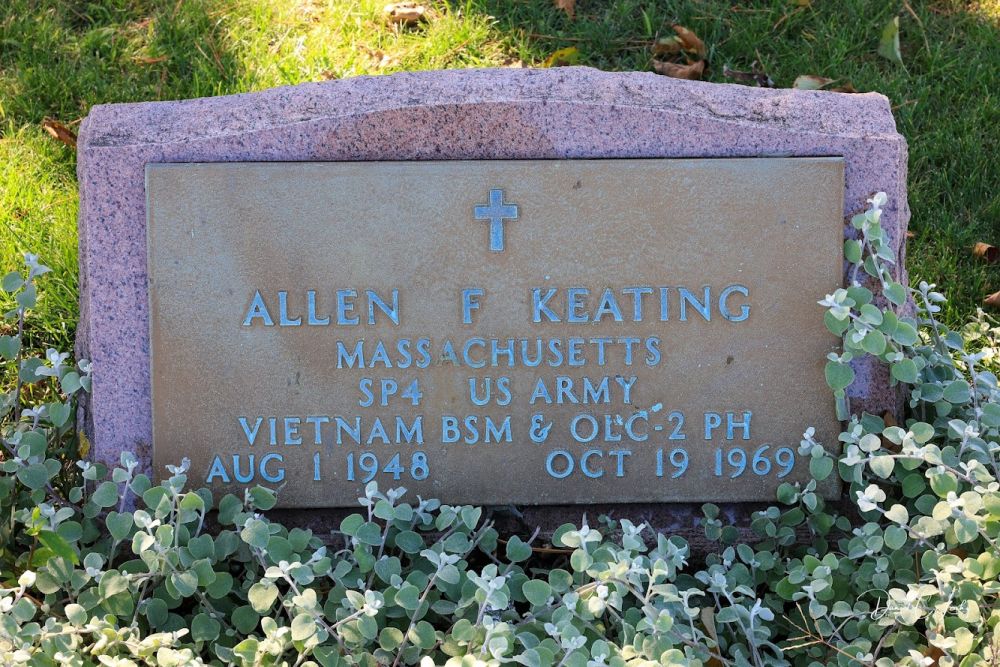 ALLEN F KEATING
MASSACHUSETTS
SP4 US ARMY
VIETNAM BSM & OLC-2 PH
AUG 1 1948 OCT 19 1969